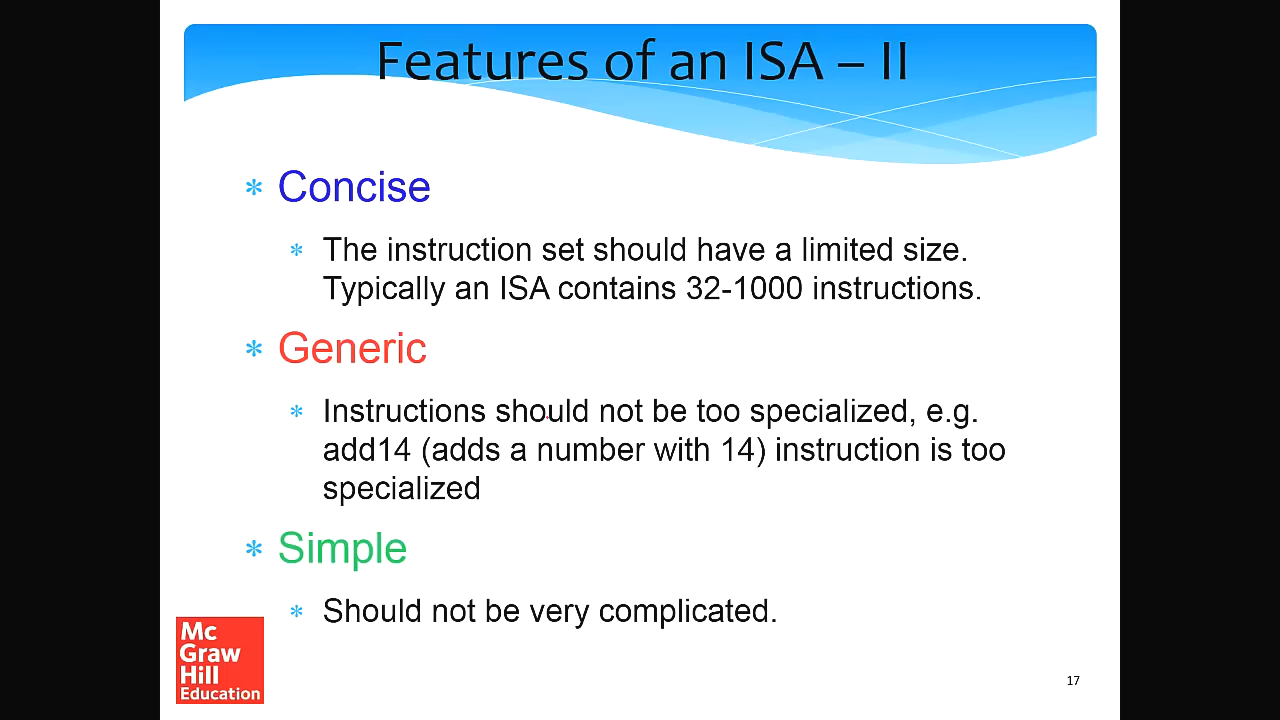 Features of an ISA – II
* Concise
* The instruction set should have a limited size.
Typically an ISA contains 32-1000 instructions.
* Generic
* Instructions should not be too specialized, e.g.
add14 (adds a number with 14) instruction is too
specialized
* Simple
* Should not be very complicated.
Mc
Graw
Hill
Education
17